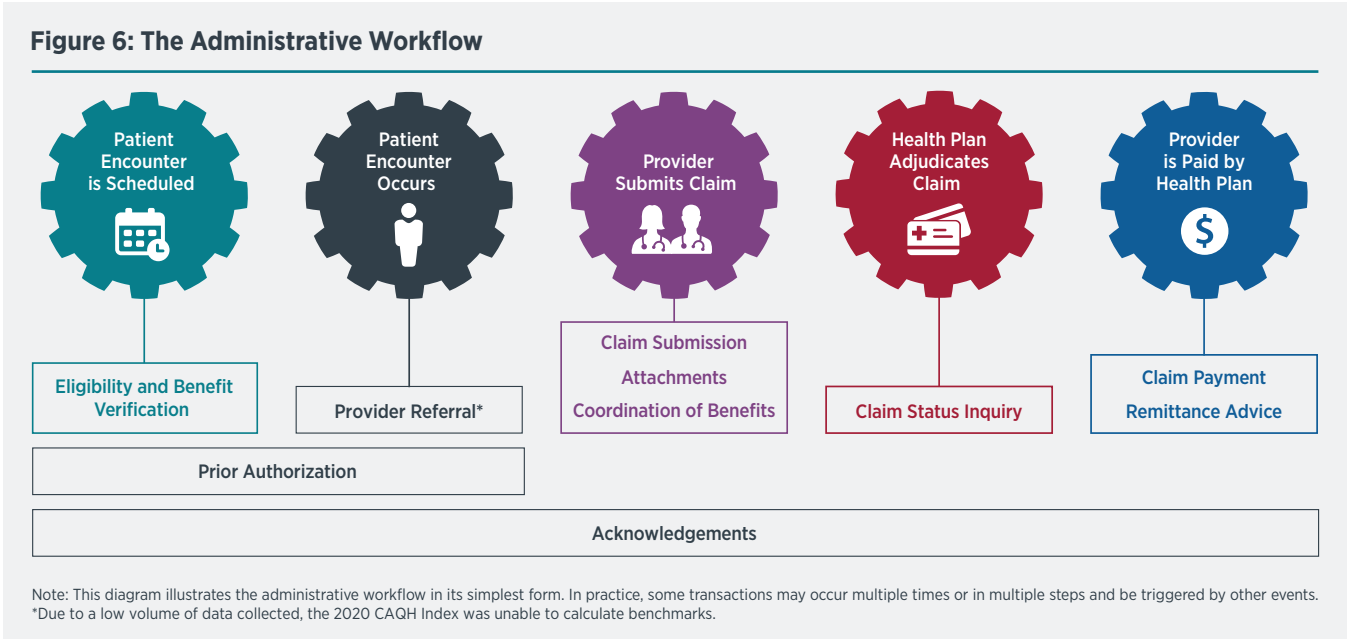 Figure 6: The Administrative Workflow
Patient
Encounter
is Scheduled
Patient
Encounter
Occurs
Provider
Submits Claim
Health Plan
Adjudicates
Claim
Provider
is Paid by
Health Plan
$
Eligibility and Benefit
Verification
Provider Referral*
Claim Submission
Attachments
Coordination of Benefits
Claim Status Inquiry
Claim Payment
Remittance Advice
Prior Authorization
Acknowledgements
Note: This diagram illustrates the administrative workflow in its simplest form. In practice, some transactions may occur multiple times or in multiple steps and be triggered by other events.
*Due to a low volume of data collected, the 2020 CAQH Index was unable to calculate benchmarks.